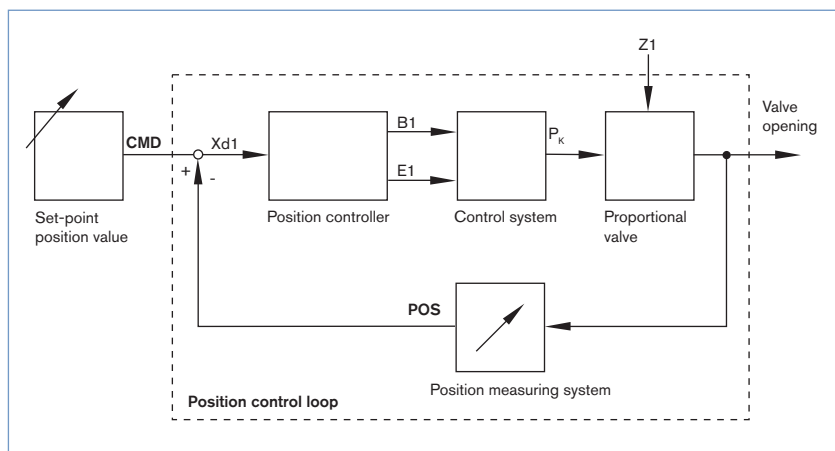 Z1
Valve
opening
CMD
Xd1
B1
E1
P_K
+
-
Set-point
position value
Position controller
Control system
Proportional
valve
POS
Position measuring system
Position control loop